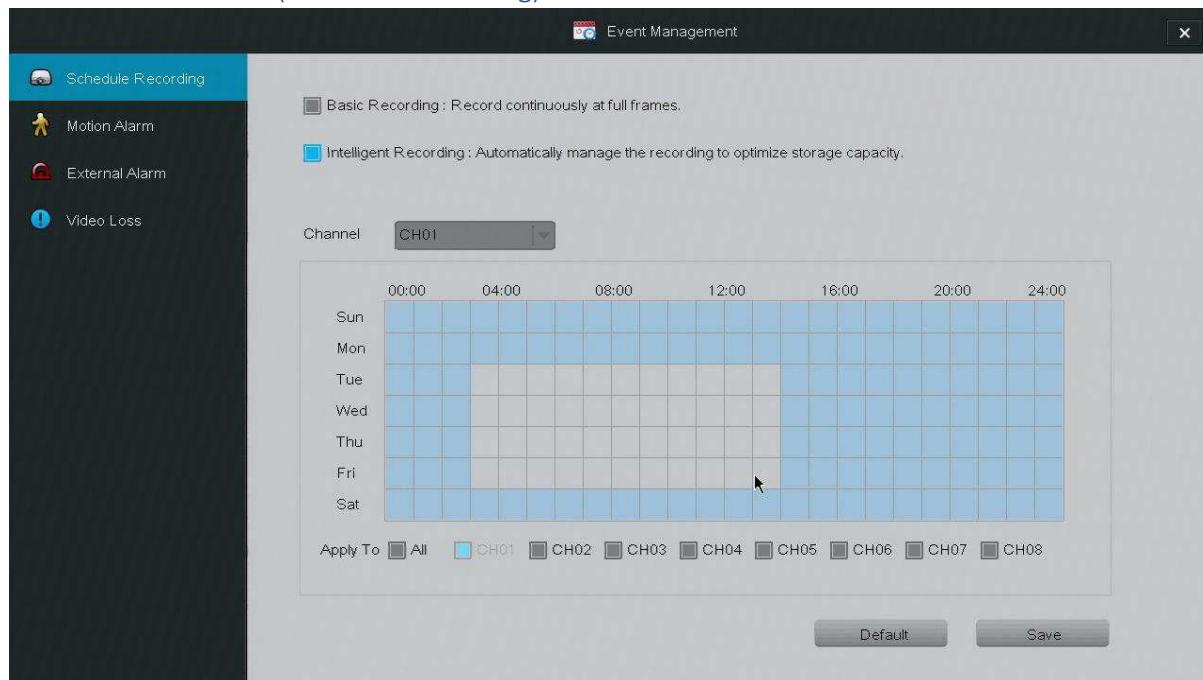 Event Management
Schedule Recording
Motion Alarm
External Alarm
Video Loss
Basic Recording : Record continuously at full frames.
Intelligent Recording : Automatically manage the recording to optimize storage capacity.
Channel CH01
00:00 04:00 08:00 12:00 16:00 20:00 24:00
Sun
Mon
Tue
Wed
Thu
Fri
Sat
Apply To All CH01 CH02 CH03 CH04 CH05 CH06 CH07 CH08
Default Save